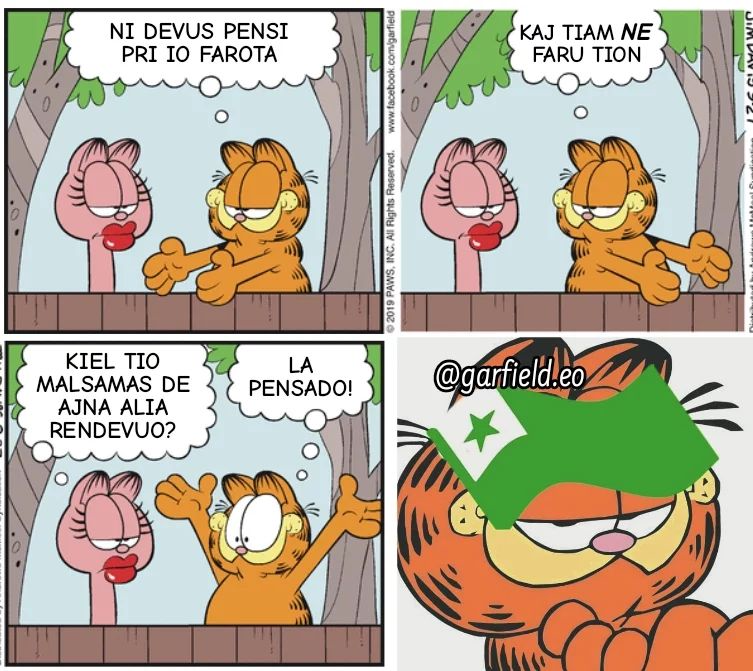 NI DEVUS PENSI
PRI IO FAROTA
www.facebook.com/garfield
© 2019 PAWS, INC. All Rights Reserved.
KAJ TIAM NE
FARU TION
KIEL TIO
MALSAMAS DE
AJNA ALIA
RENDEVUO?
LA
PENSADO!
@garfield.eo